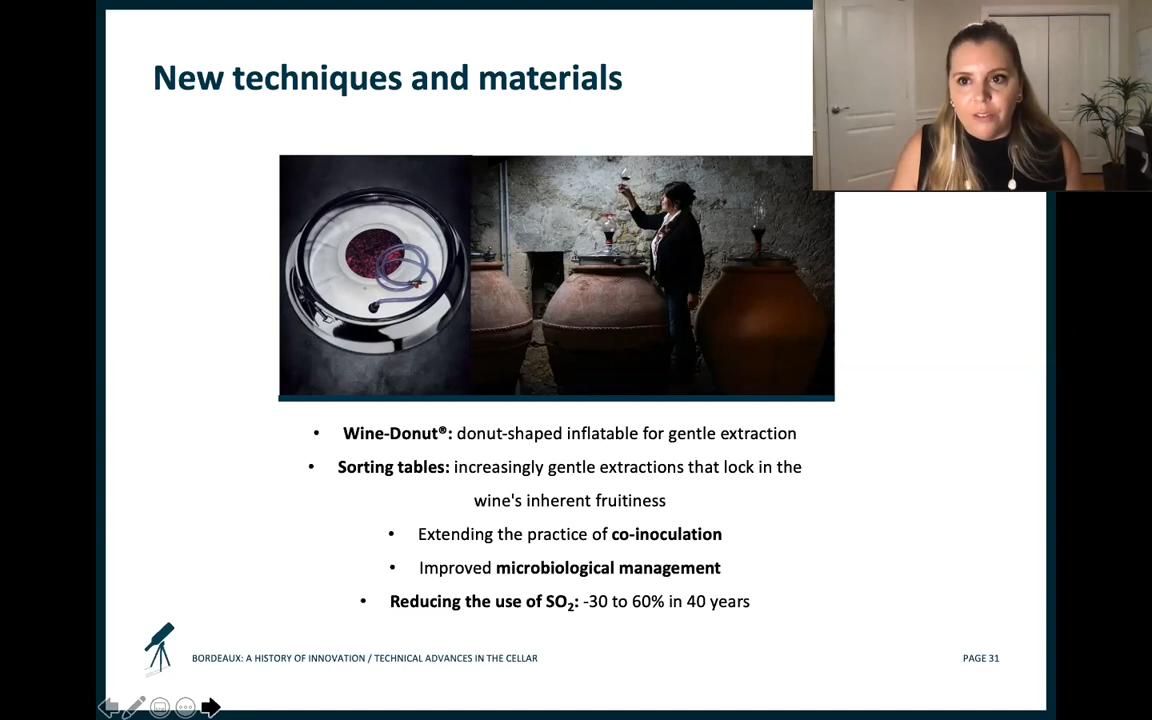 New techniques and materials
• Wine-Donut®: donut-shaped inflatable for gentle extraction
• Sorting tables: increasingly gentle extractions that lock in the
wine's inherent fruitiness
• Extending the practice of co-inoculation
• Improved microbiological management
• Reducing the use of SO₂: -30 to 60% in 40 years
BORDEAUX: A HISTORY OF INNOVATION / TECHNICAL ADVANCES IN THE CELLAR
PAGE 31